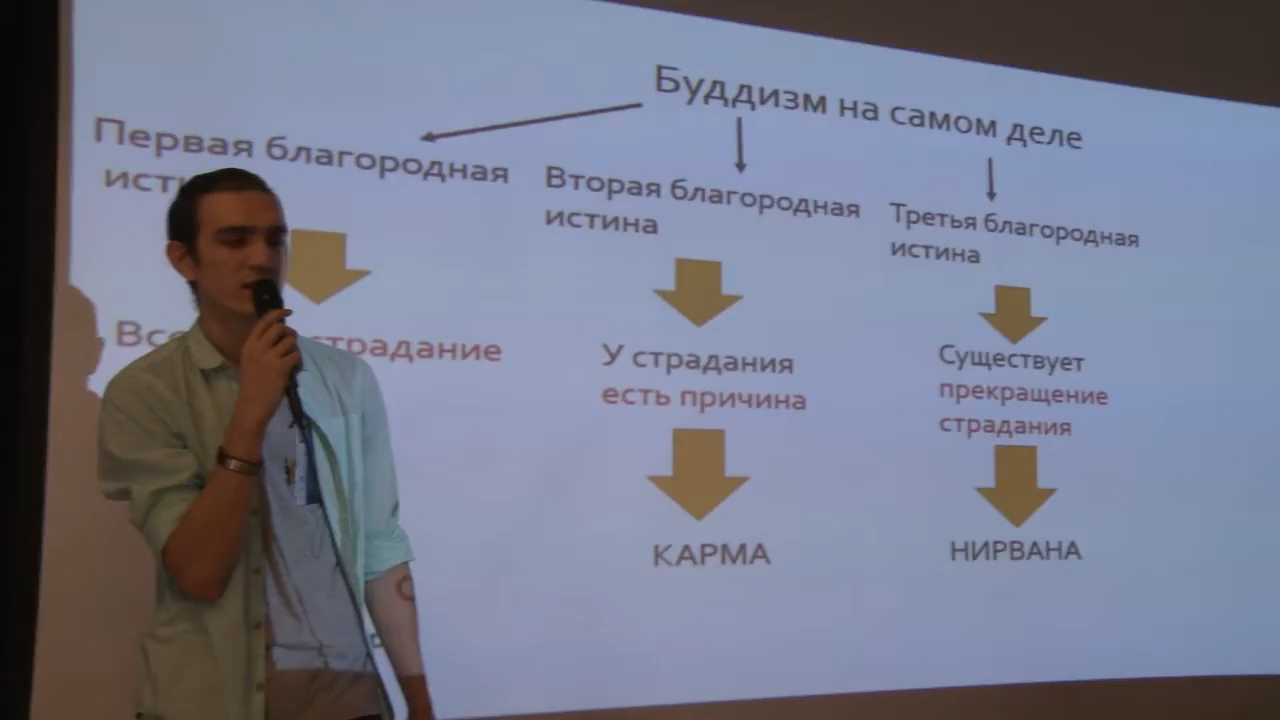 Буддизм на самом деле
Первая благородная
Вторая благородная
истина
Третья благородная
истина
страдание
У страдания
есть причина
Существует
прекращение
страдания
КАРМА
НИРВАНА